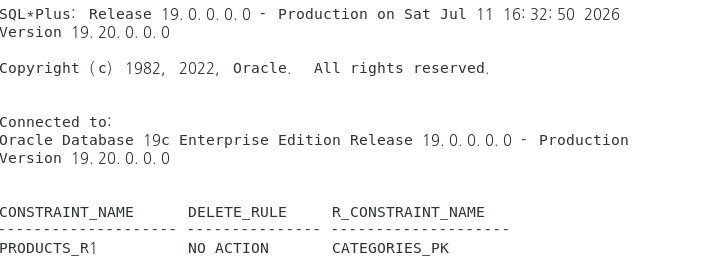 SQL*Plus: Release 19.0.0.0.0 - Production on Sat Jul 11 16:32:50 2026
Version 19.20.0.0.0
Copyright (c) 1982, 2022, Oracle.  All rights reserved.
Connected to:
Oracle Database 19c Enterprise Edition Release 19.0.0.0.0 - Production
Version 19.20.0.0.0
CONSTRAINT_NAME      DELETE_RULE     R_CONSTRAINT_NAME
-------------------- --------------- --------------------
PRODUCTS_R1          NO ACTION       CATEGORIES_PK